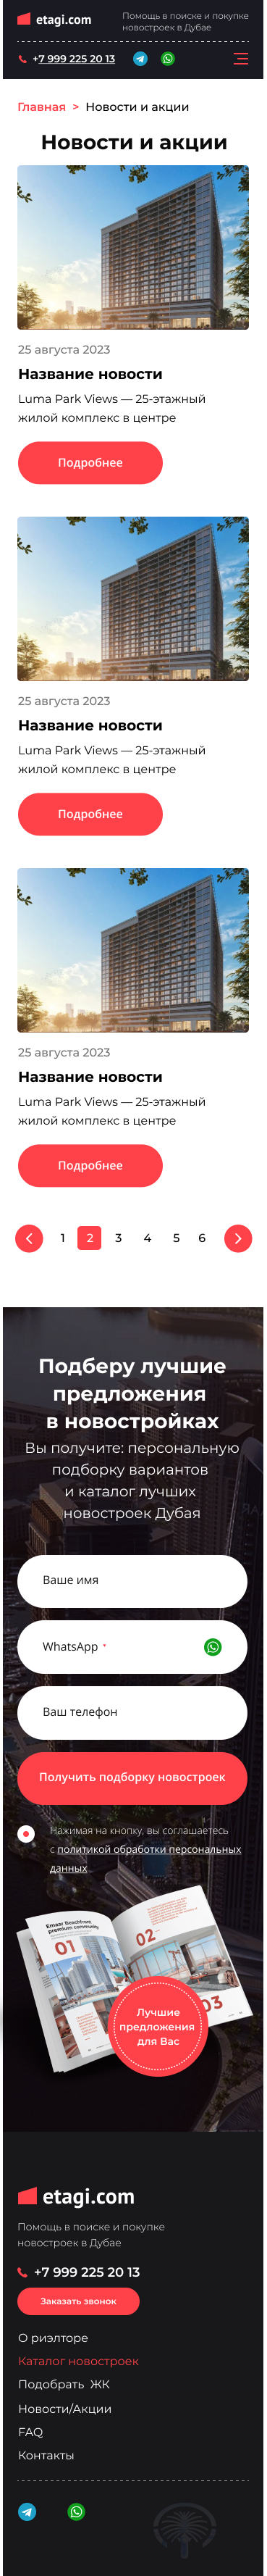 etagi.com
Помощь в поиске и покупке
новостроек в Дубае
+7 999 225 20 13
Главная > Новости и акции
Новости и акции
25 августа 2023
Название новости
Luma Park Views — 25-этажный
жилой комплекс в центре
Подробнее
25 августа 2023
Название новости
Luma Park Views — 25-этажный
жилой комплекс в центре
Подробнее
25 августа 2023
Название новости
Luma Park Views — 25-этажный
жилой комплекс в центре
Подробнее
1 2 3 4 5 6
Подберу лучшие
предложения
в новостройках
Вы получите: персональную
подборку вариантов
и каталог лучших
новостроек Дубая
Ваше имя
WhatsApp *
Ваш телефон
Получить подборку новостроек
Нажимая на кнопку, вы соглашаетесь
с политикой обработки персональных
данных
Emaar Beachfront,
premium community
01
02
03
Лучшие
предложения
для Вас
etagi.com
Помощь в поиске и покупке
новостроек в Дубае
+7 999 225 20 13
Заказать звонок
О риэлторе
Каталог новостроек
Подобрать ЖК
Новости/Акции
FAQ
Контакты